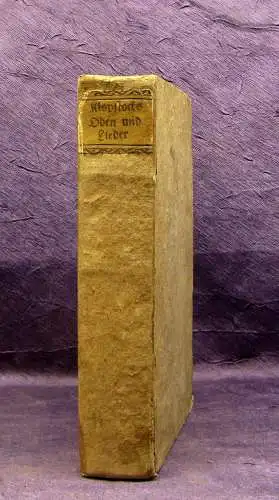 Klopstocks
Oden und
Lieder